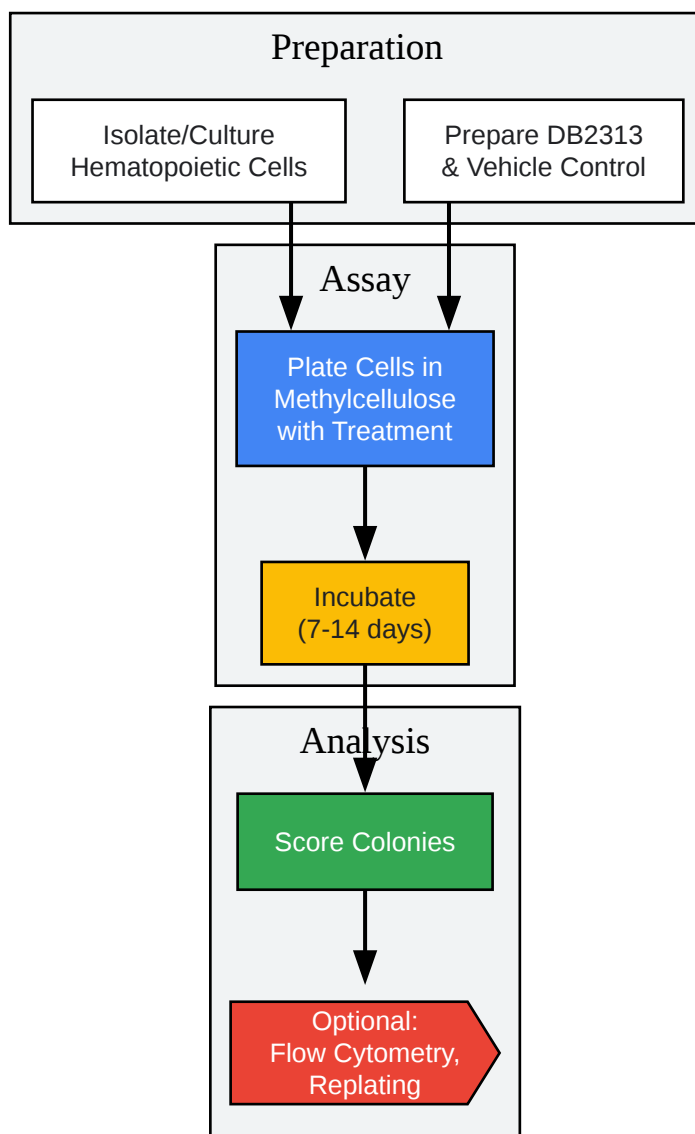 Preparation
Isolate/Culture
Hematopoietic Cells
Prepare DB2313
& Vehicle Control
Assay
Plate Cells in
Methylcellulose
with Treatment
Incubate
(7-14 days)
Analysis
Score Colonies
Optional:
Flow Cytometry,
Replating